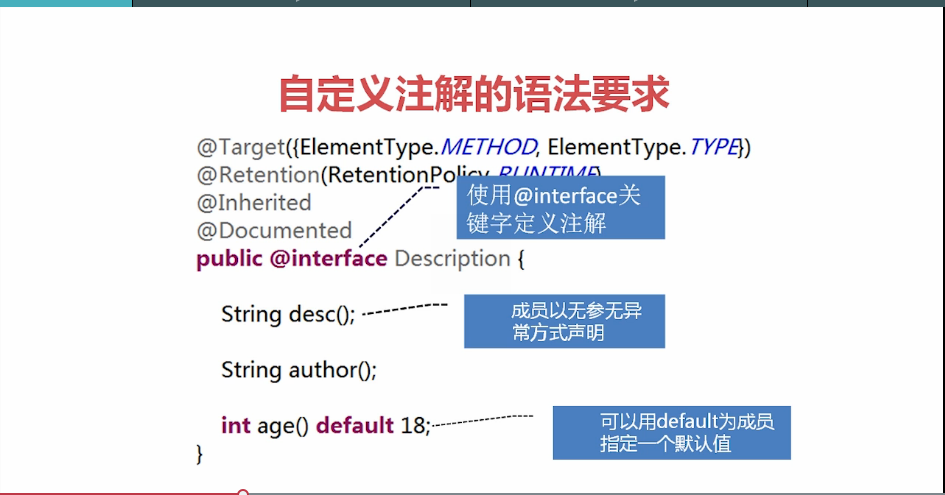 自定义注解的语法要求
@Target({ElementType.METHOD, ElementType.TYPE})
@Retention(RetentionPolicy.RUNTIME)
@Inherited
@Documented
使用@interface关
键字定义注解
public @interface Description {
String desc();
成员以无参无异
常方式声明
String author();
int age() default 18;
可以用default为成员
指定一个默认值
}